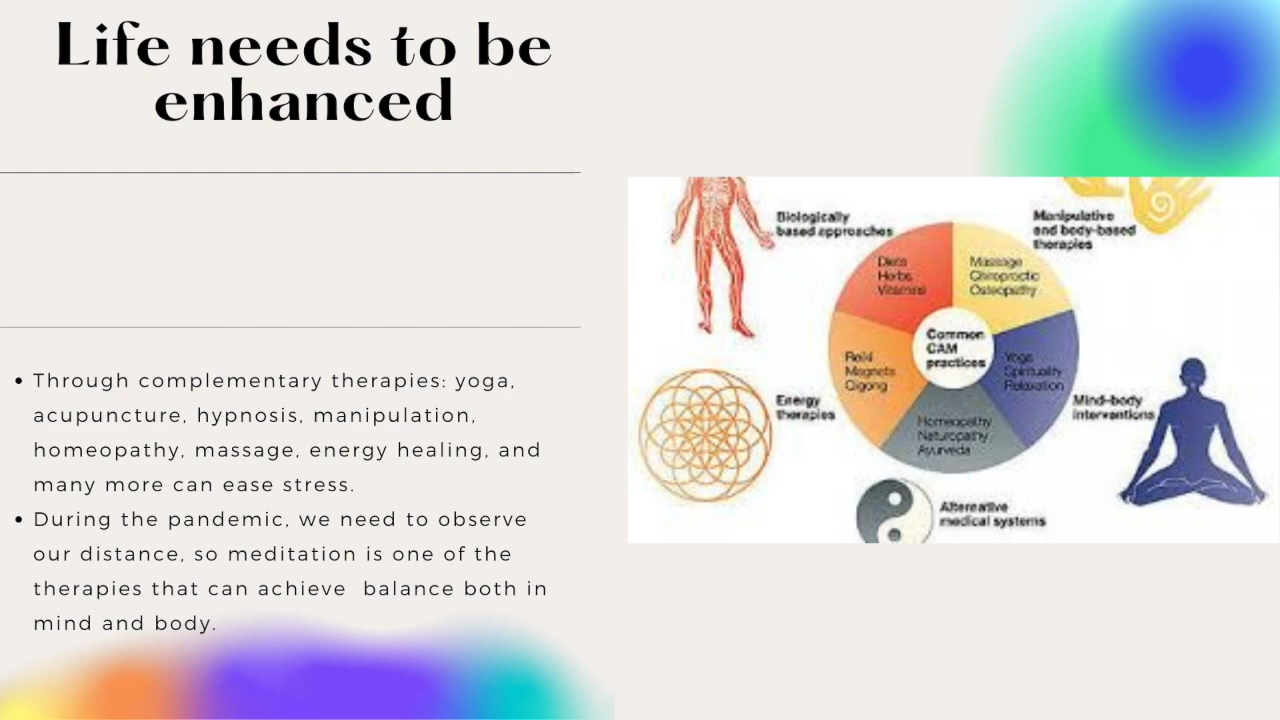 Life needs to be
enhanced
Through complementary therapies: yoga,
acupuncture, hypnosis, manipulation,
homeopathy, massage, energy healing, and
many more can ease stress.
During the pandemic, we need to observe
our distance, so meditation is one of the
therapies that can achieve balance both in
mind and body.
Biologically
based approaches
Manipulative
and body-based
therapies
Diets
Herbs
Vitamins
Massage
Chiropractic
Osteopathy
Common
CAM
practices
Reiki
Magnets
Qigong
Yoga
Spirituality
Relaxation
Energy
therapies
Mind-body
interventions
Homeopathy
Naturopathy
Ayurveda
Alternative
medical systems